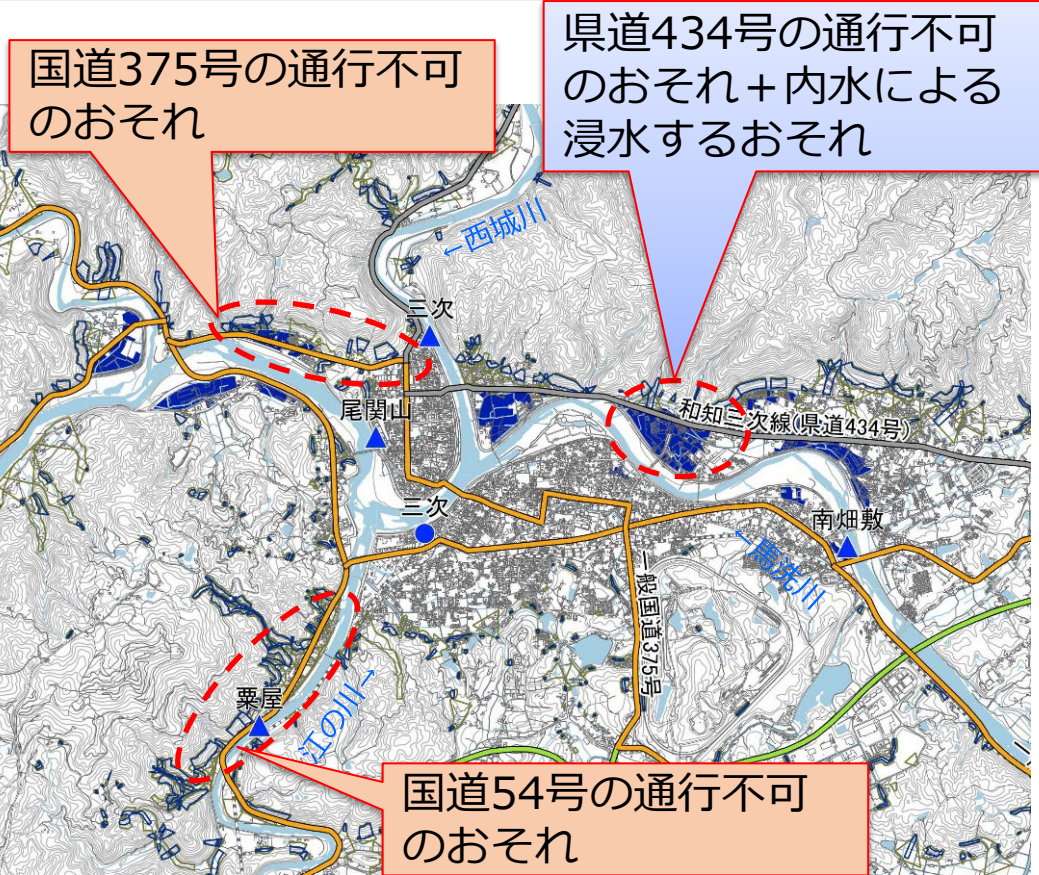 国道375号の通行不可
のおそれ
県道434号の通行不可
のおそれ＋内水による
浸水するおそれ
←西城川
三次
尾関山
和知三次線(県道434号)
三次
南畑敷
←馬洗川
一般国道375号
粟屋
江の川→
国道54号の通行不可
のおそれ